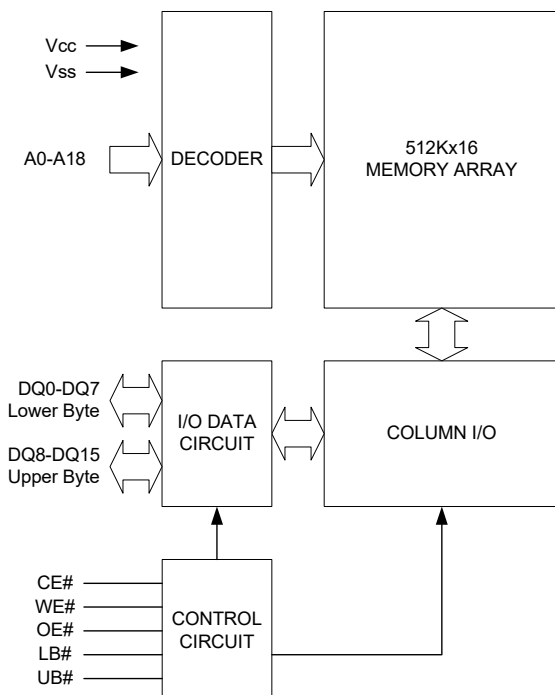 Vcc
Vss
A0-A18
DECODER
512Kx16
MEMORY ARRAY
DQ0-DQ7
Lower Byte
DQ8-DQ15
Upper Byte
I/O DATA
CIRCUIT
COLUMN I/O
CE#
WE#
OE#
LB#
UB#
CONTROL
CIRCUIT